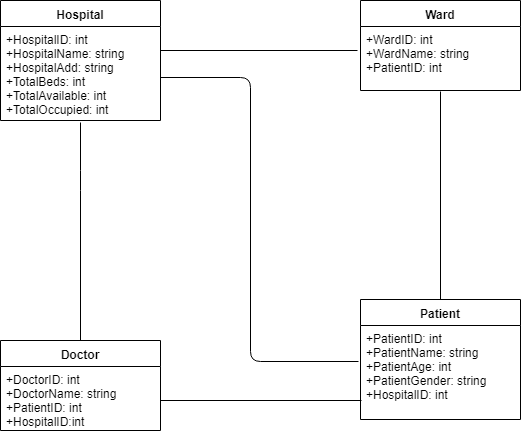 Hospital
+HospitalID: int
+HospitalName: string
+HospitalAdd: string
+TotalBeds: int
+TotalAvailable: int
+TotalOccupied: int
Ward
+WardID: int
+WardName: string
+PatientID: int
Doctor
+DoctorID: int
+DoctorName: string
+PatientID: int
+HospitalID:int
Patient
+PatientID: int
+PatientName: string
+PatientAge: int
+PatientGender: string
+HospitalID: int